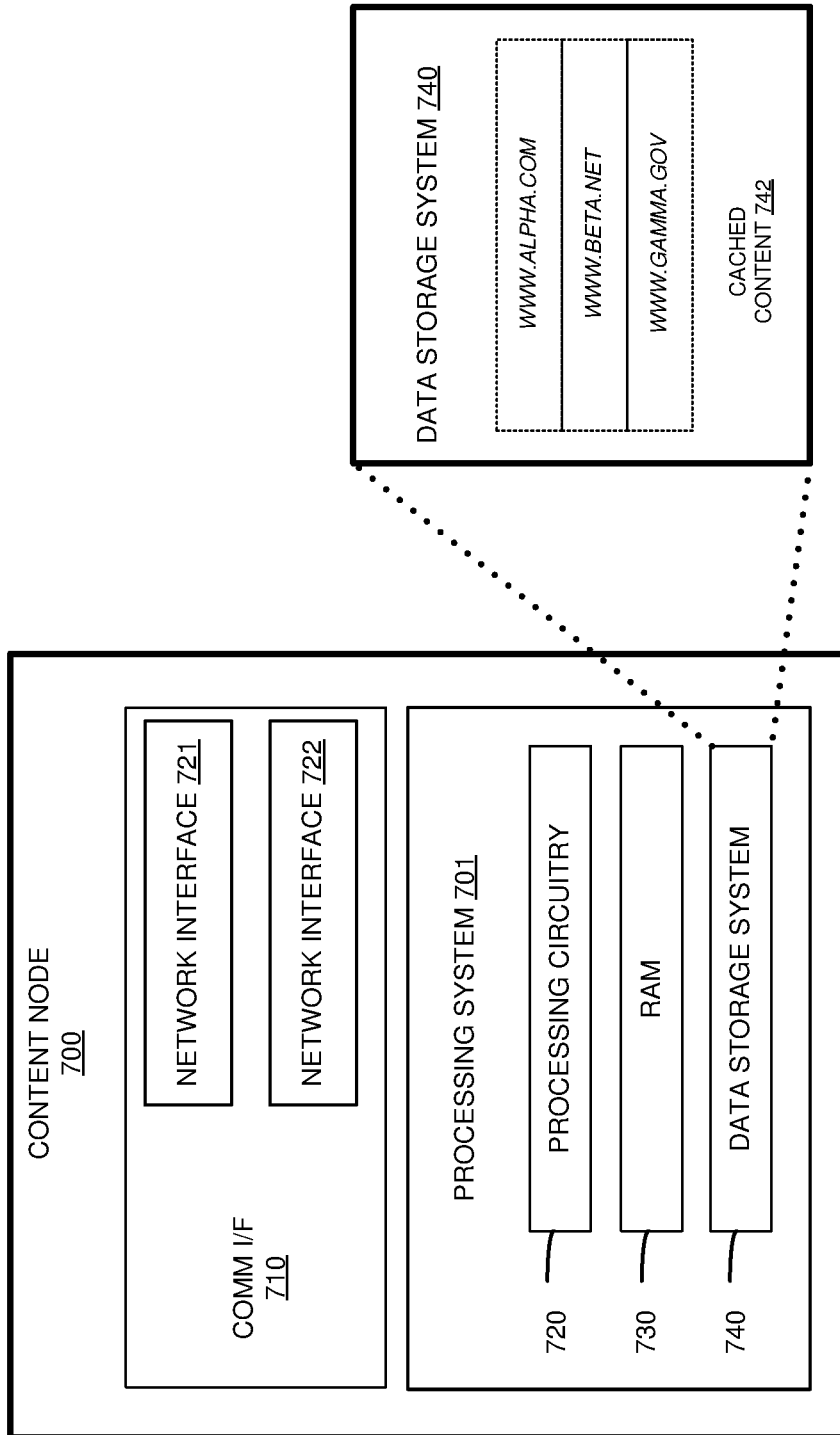 CONTENT NODE
700
COMM I/F
710
NETWORK INTERFACE 721
NETWORK INTERFACE 722
PROCESSING SYSTEM 701
720
PROCESSING CIRCUITRY
730
RAM
740
DATA STORAGE SYSTEM
DATA STORAGE SYSTEM 740
WWW.ALPHA.COM
WWW.BETA.NET
WWW.GAMMA.GOV
CACHED
CONTENT 742